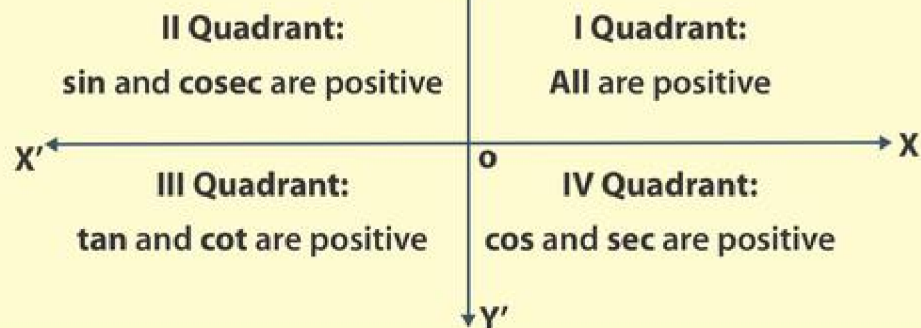 II Quadrant:
sin and cosec are positive
I Quadrant:
All are positive
X′
X
O
III Quadrant:
tan and cot are positive
IV Quadrant:
cos and sec are positive
Y′